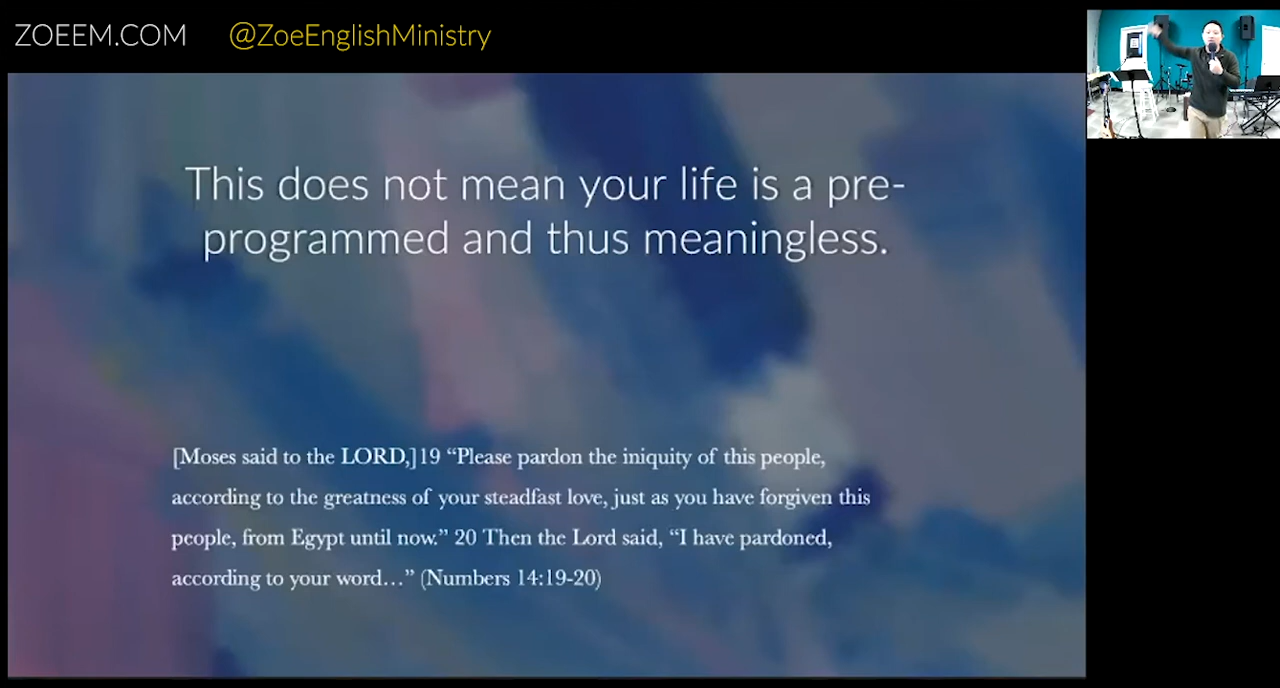 ZOEEM.COM @ZoeEnglishMinistry
This does not mean your life is a pre-
programmed and thus meaningless.
[Moses said to the LORD,]19 “Please pardon the iniquity of this people,
according to the greatness of your steadfast love, just as you have forgiven this
people, from Egypt until now.” 20 Then the Lord said, “I have pardoned,
according to your word…” (Numbers 14:19-20)